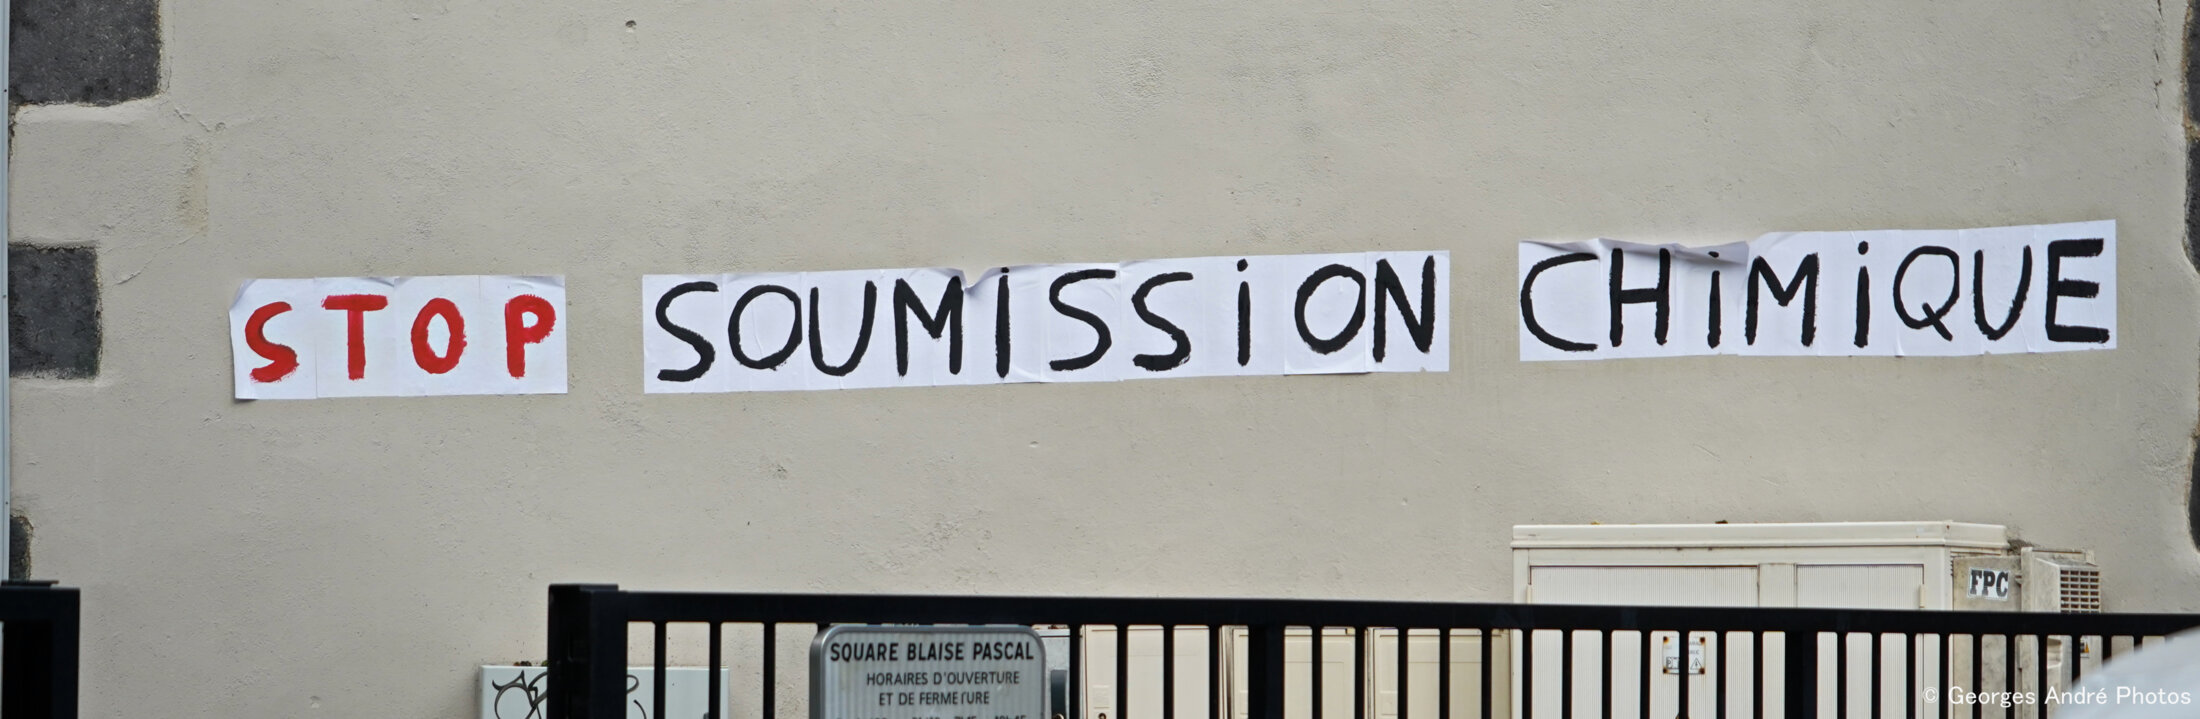 STOP SOUMiSSiON CHiMiQUE
FPC
SQUARE BLAISE PASCAL
HORAIRES D'OUVERTURE
ET DE FERMETURE
© Georges André Photos